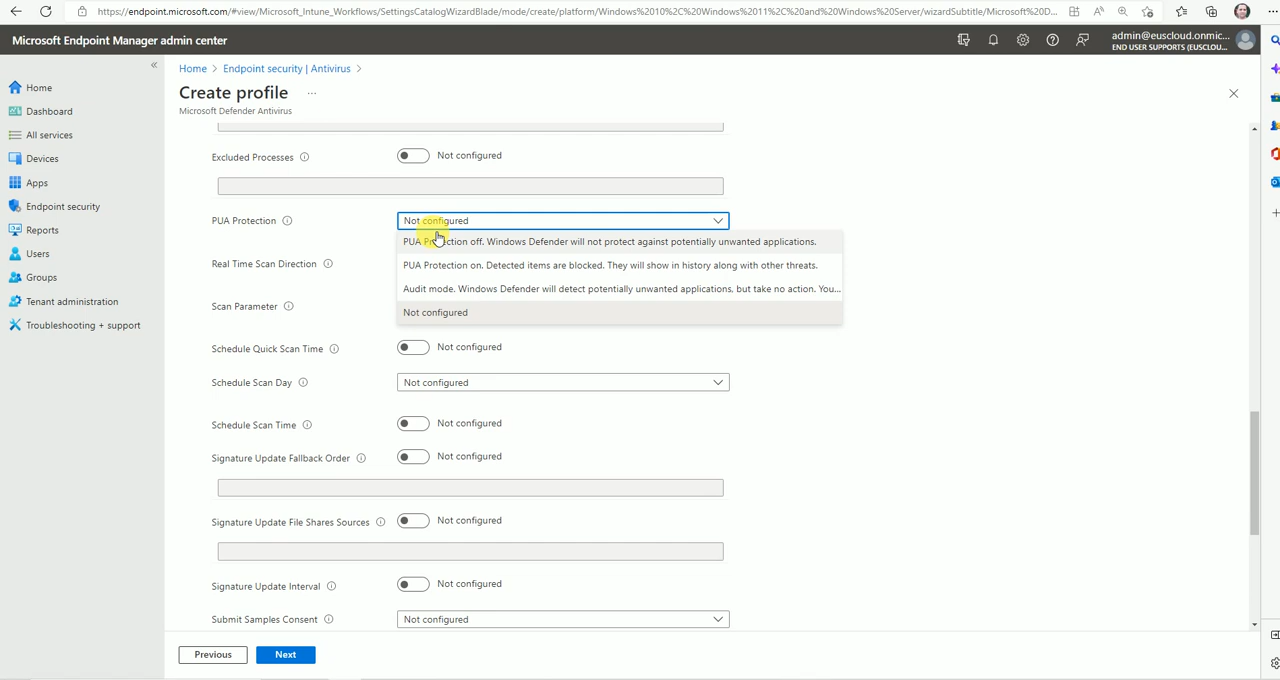 https://endpoint.microsoft.com/#view/Microsoft_Intune_Workflows/SettingsCatalogWizardBlade/mode/create/platform/Windows%2010%2C%20Windows%2011%2C%20and%20Windows%20Server/wizardSubtitle/Microsoft%20D...
Microsoft Endpoint Manager admin center
admin@euscloud.onmic...
END USER SUPPORTS (EUSCLOU...
Home > Endpoint security | Antivirus >
Create profile ...
Microsoft Defender Antivirus
Home
Dashboard
All services
Devices
Apps
Endpoint security
Reports
Users
Groups
Tenant administration
Troubleshooting + support
Excluded Processes Not configured
PUA Protection Not configured
PUA Protection off. Windows Defender will not protect against potentially unwanted applications.
PUA Protection on. Detected items are blocked. They will show in history along with other threats.
Audit mode. Windows Defender will detect potentially unwanted applications, but take no action. You...
Not configured
Real Time Scan Direction
Scan Parameter
Schedule Quick Scan Time Not configured
Schedule Scan Day Not configured
Schedule Scan Time Not configured
Signature Update Fallback Order Not configured
Signature Update File Shares Sources Not configured
Signature Update Interval Not configured
Submit Samples Consent Not configured
Previous Next